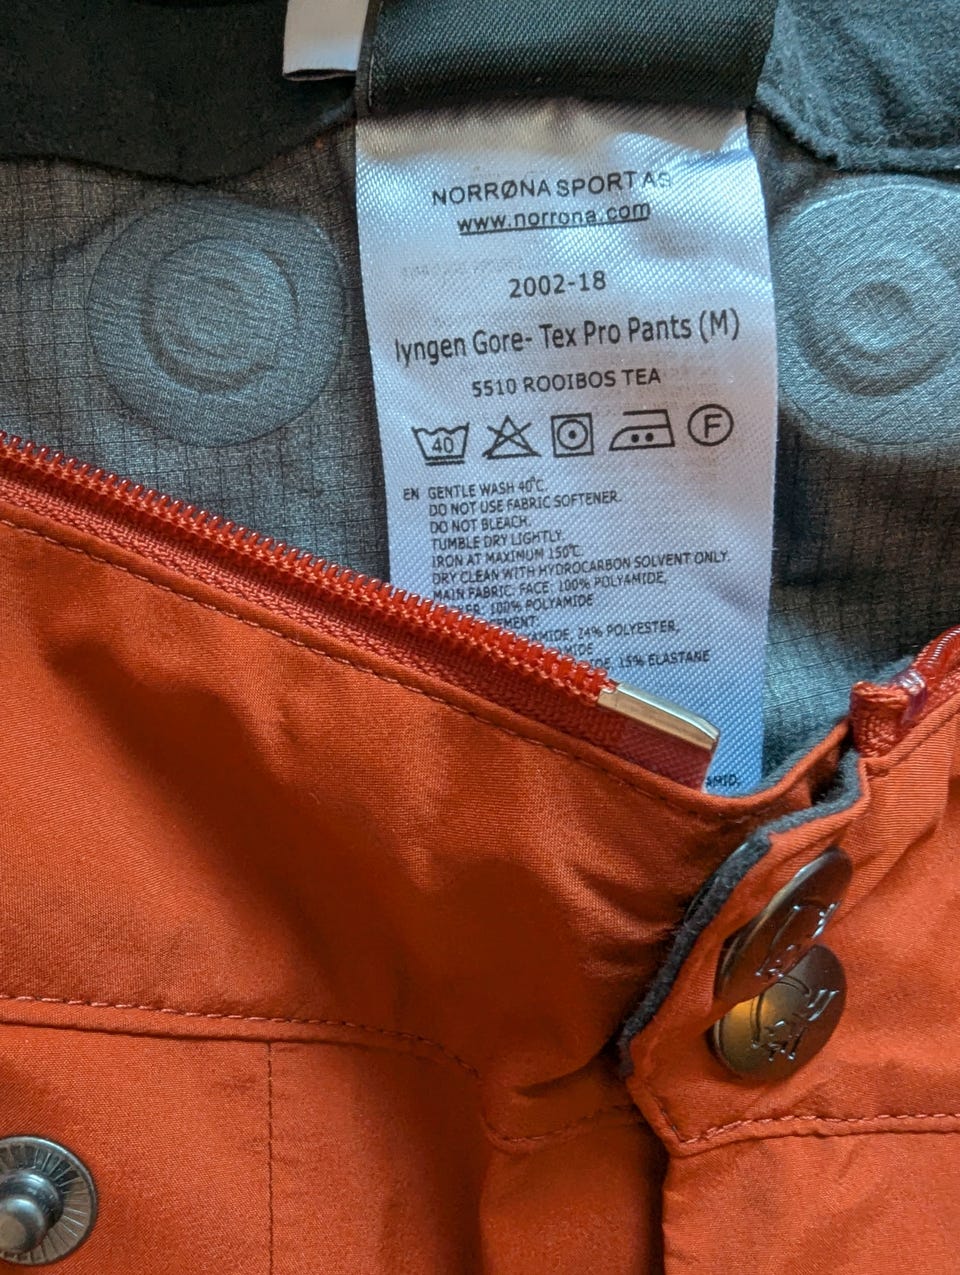 NORRØNA SPORT AS
www.norrona.com
2002-18
lyngen Gore- Tex Pro Pants (M)
5510 ROOIBOS TEA
40 F
EN GENTLE WASH 40°C.
DO NOT USE FABRIC SOFTENER.
DO NOT BLEACH.
TUMBLE DRY LIGHTLY.
IRON AT MAXIMUM 150°C.
DRY CLEAN WITH HYDROCARBON SOLVENT ONLY.
MAIN FABRIC: FACE: 100% POLYAMIDE,
100% POLYAMIDE
24% POLYESTER,
15% ELASTANE